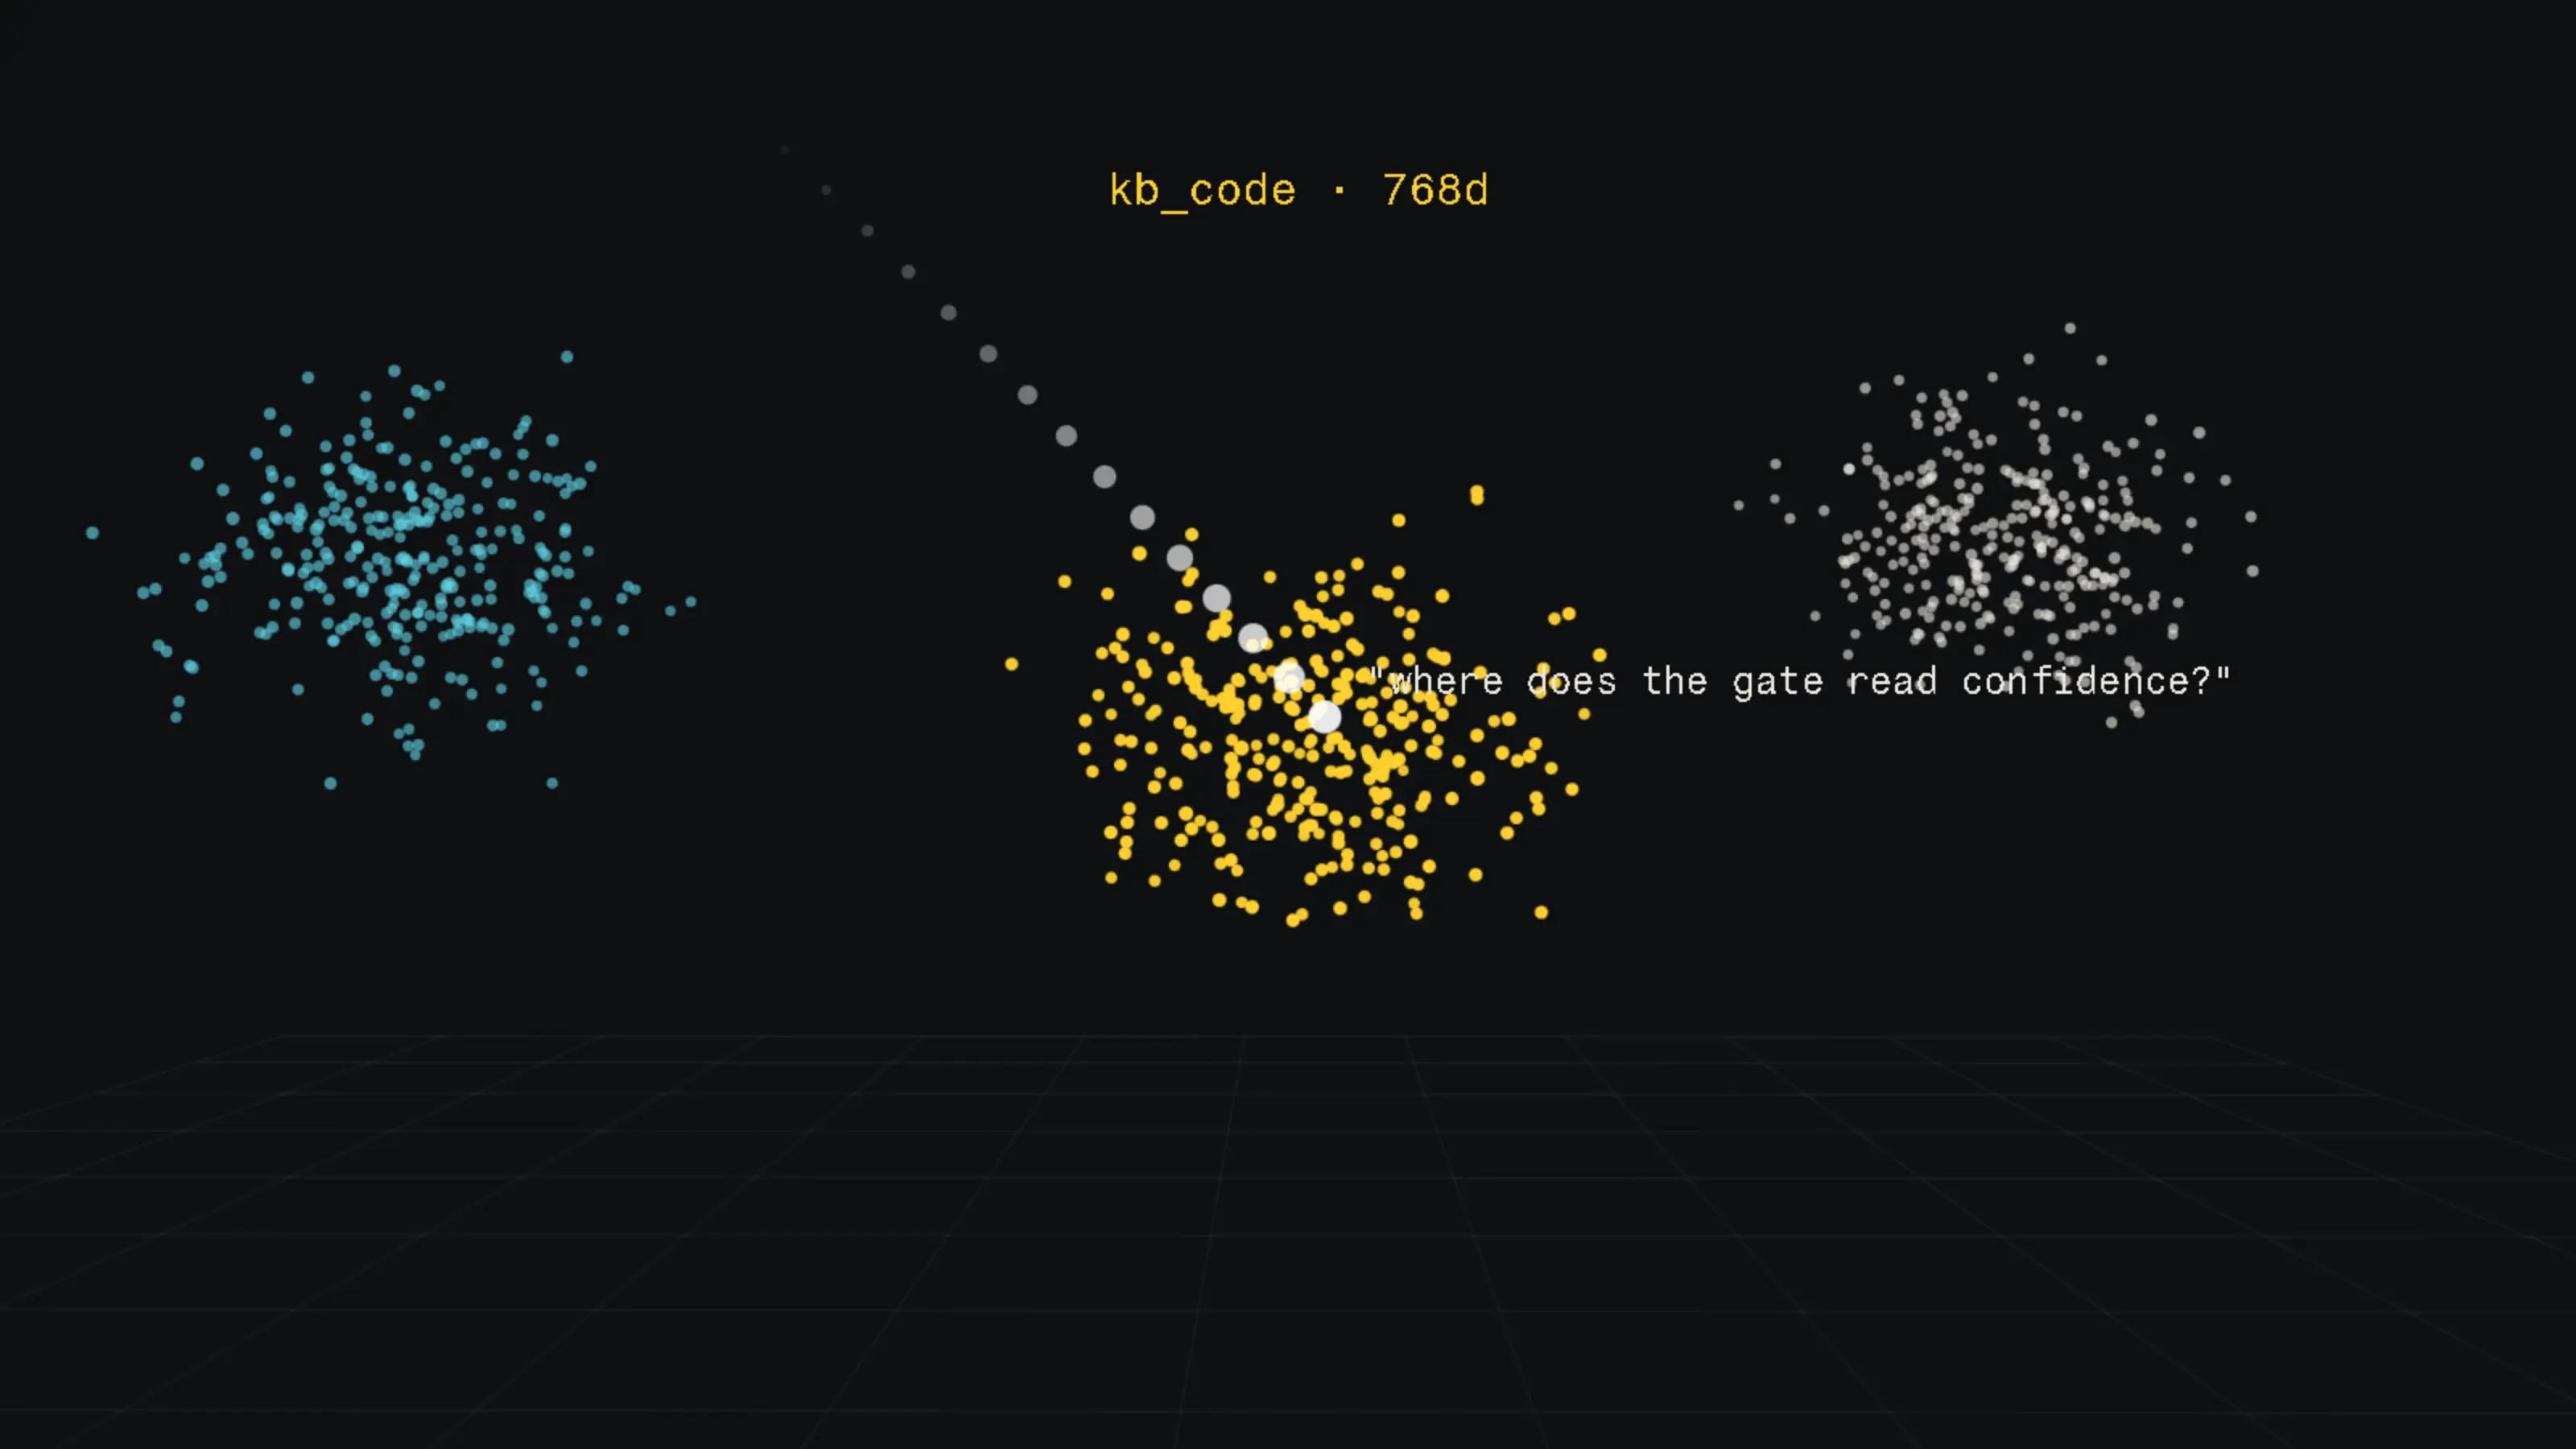 kb_code · 768d
"where does the gate read confidence?"